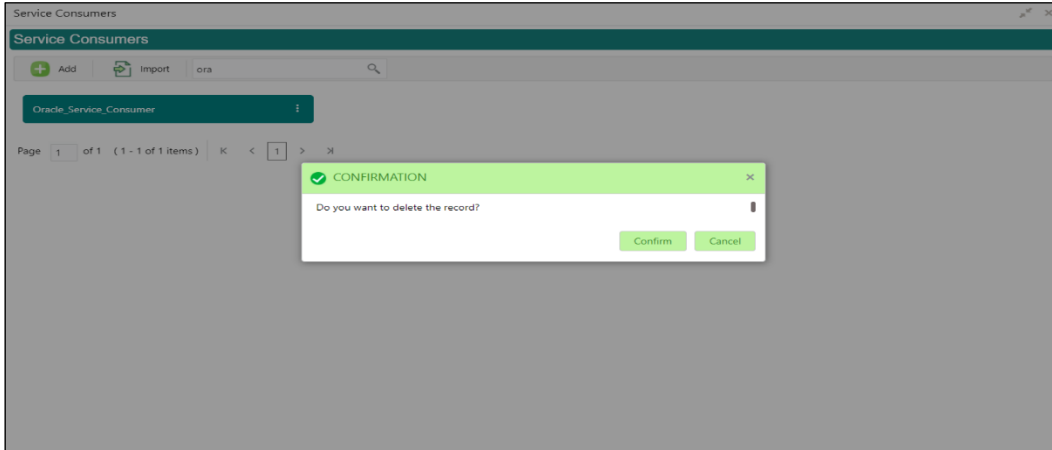 Service Consumers
Service Consumers
Add Import ora
Oracle_Service_Consumer
Page 1 of 1 (1 - 1 of 1 items) K < 1 > >|
CONFIRMATION
Do you want to delete the record?
Confirm Cancel